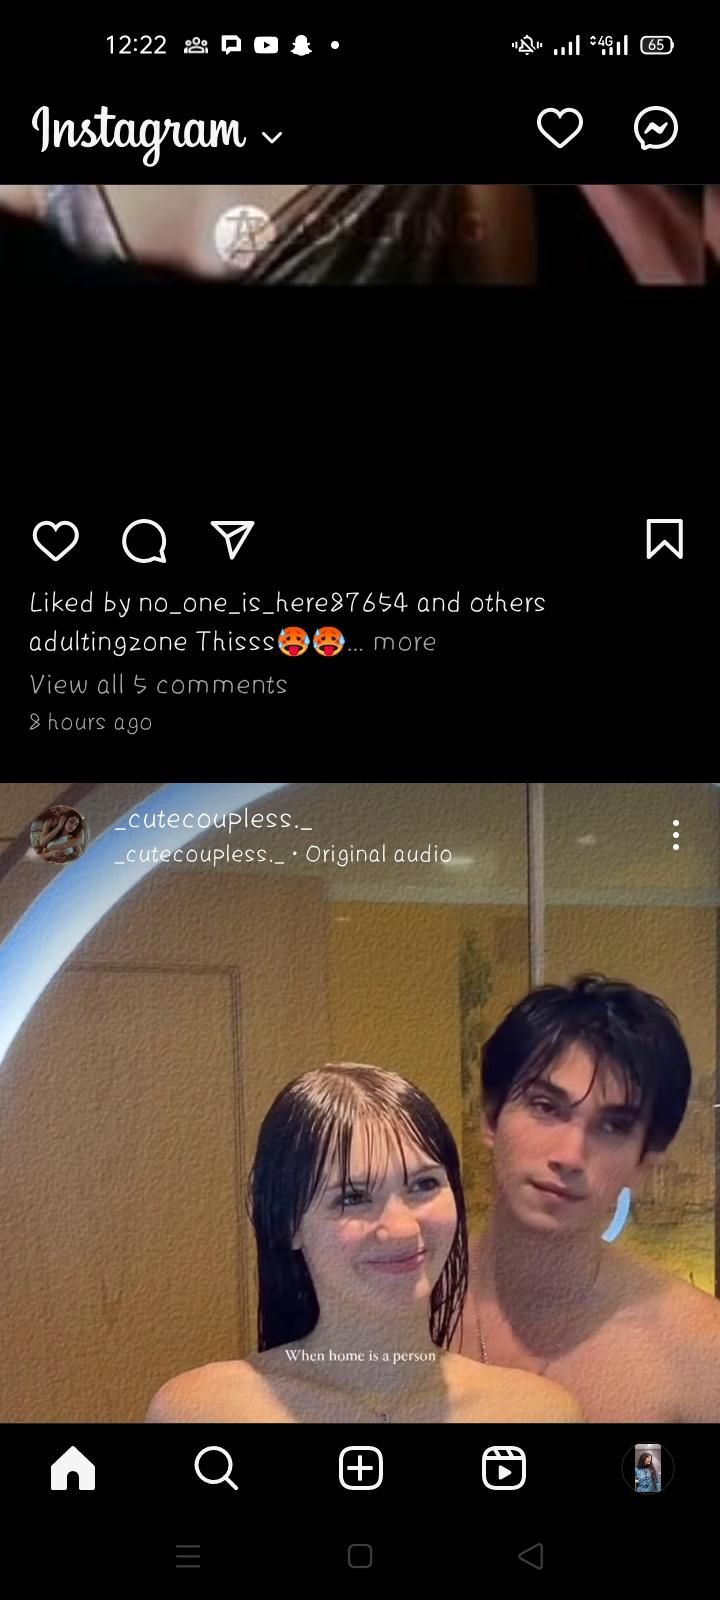 12:22
4G
65
Instagram
Liked by no_one_is_here87654 and others
adultingzone Thisss🥵🥵... more
View all 5 comments
8 hours ago
_cutecoupless._
_cutecoupless._ • Original audio
When home is a person